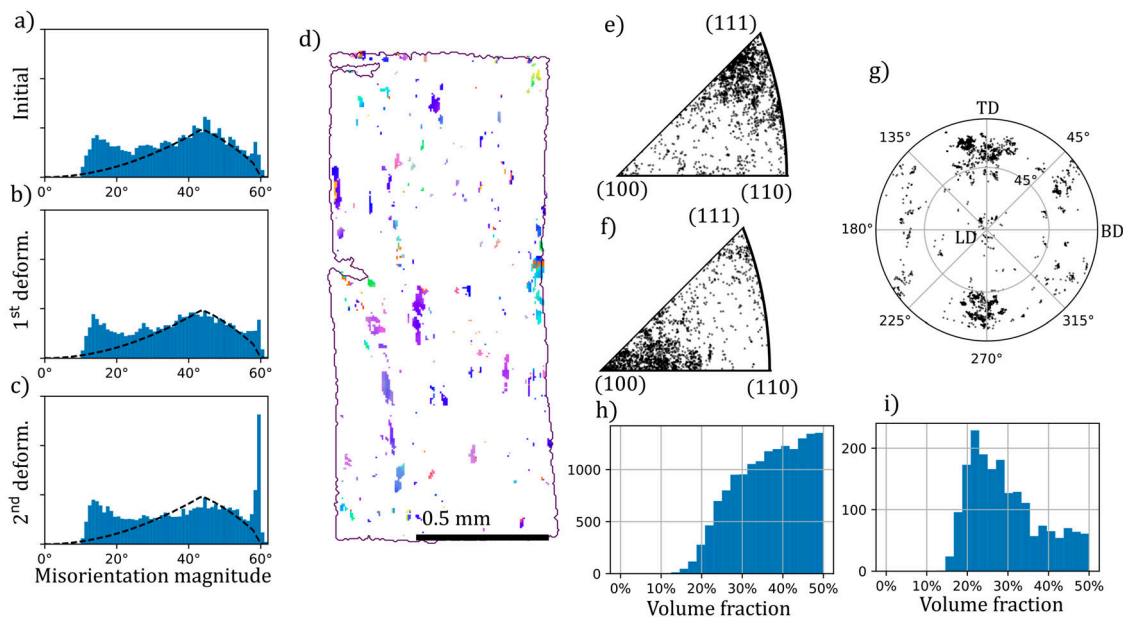 a)
Initial
0°
20°
40°
60°
b)
1st deform.
0°
20°
40°
60°
c)
2nd deform.
0°
20°
40°
60°
Misorientation magnitude
d)
0.5 mm
e)
(111)
(100)
(110)
f)
(111)
(100)
(110)
g)
TD
135°
45°
45°
180°
LD
BD
225°
315°
270°
h)
1000
500
0
0% 10% 20% 30% 40% 50%
Volume fraction
i)
200
100
0
0% 10% 20% 30% 40% 50%
Volume fraction